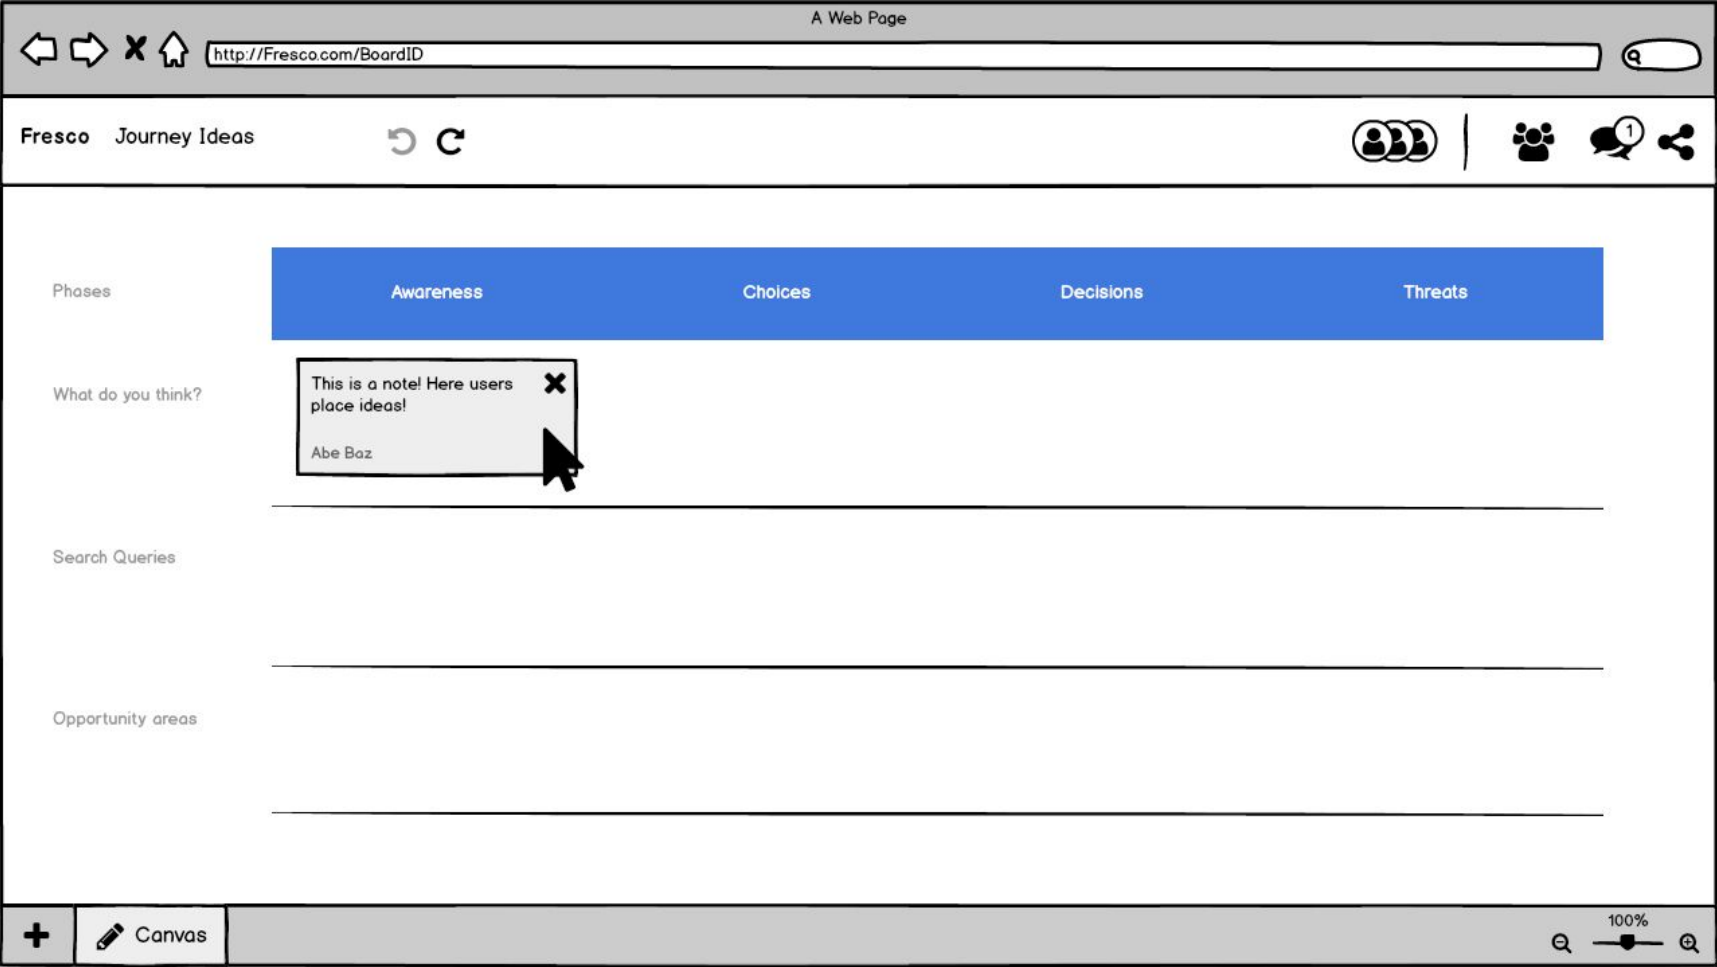 A Web Page
http://Fresco.com/BoardID
Fresco Journey Ideas
1
Phases
Awareness
Choices
Decisions
Threats
What do you think?
This is a note! Here users
place ideas!
Abe Baz
Search Queries
Opportunity areas
Canvas
100%